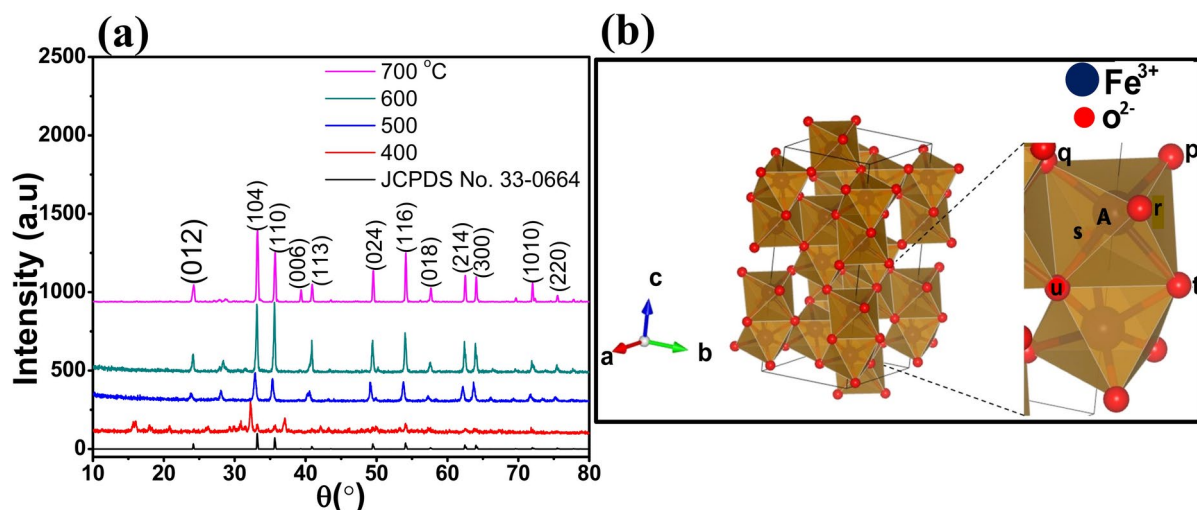 (a)
2500
2000
1500
1000
500
0
Intensity (a.u)
700 °C
600
500
400
JCPDS No. 33-0664
(012)
(104)
(110)
(006)
(113)
(024)
(116)
(018)
(214)
(300)
(1010)
(220)
10 20 30 40 50 60 70 80
θ(°)
(b)
Fe3+
o2-
c
a
b
q
p
r
A
s
u
t